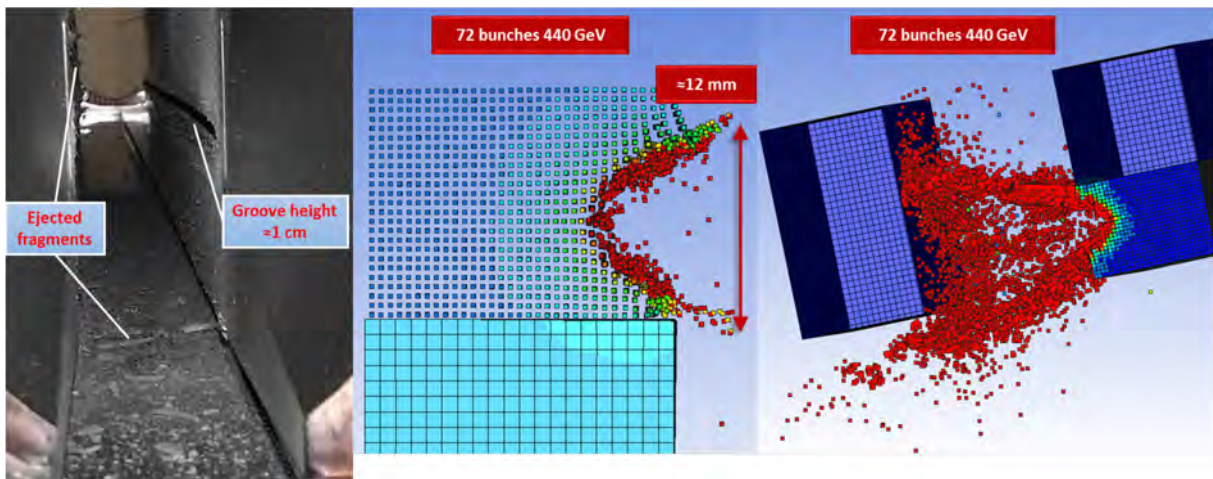 72 bunches 440 GeV
72 bunches 440 GeV
≈12 mm
Ejected
fragments
Groove height
≈1 cm